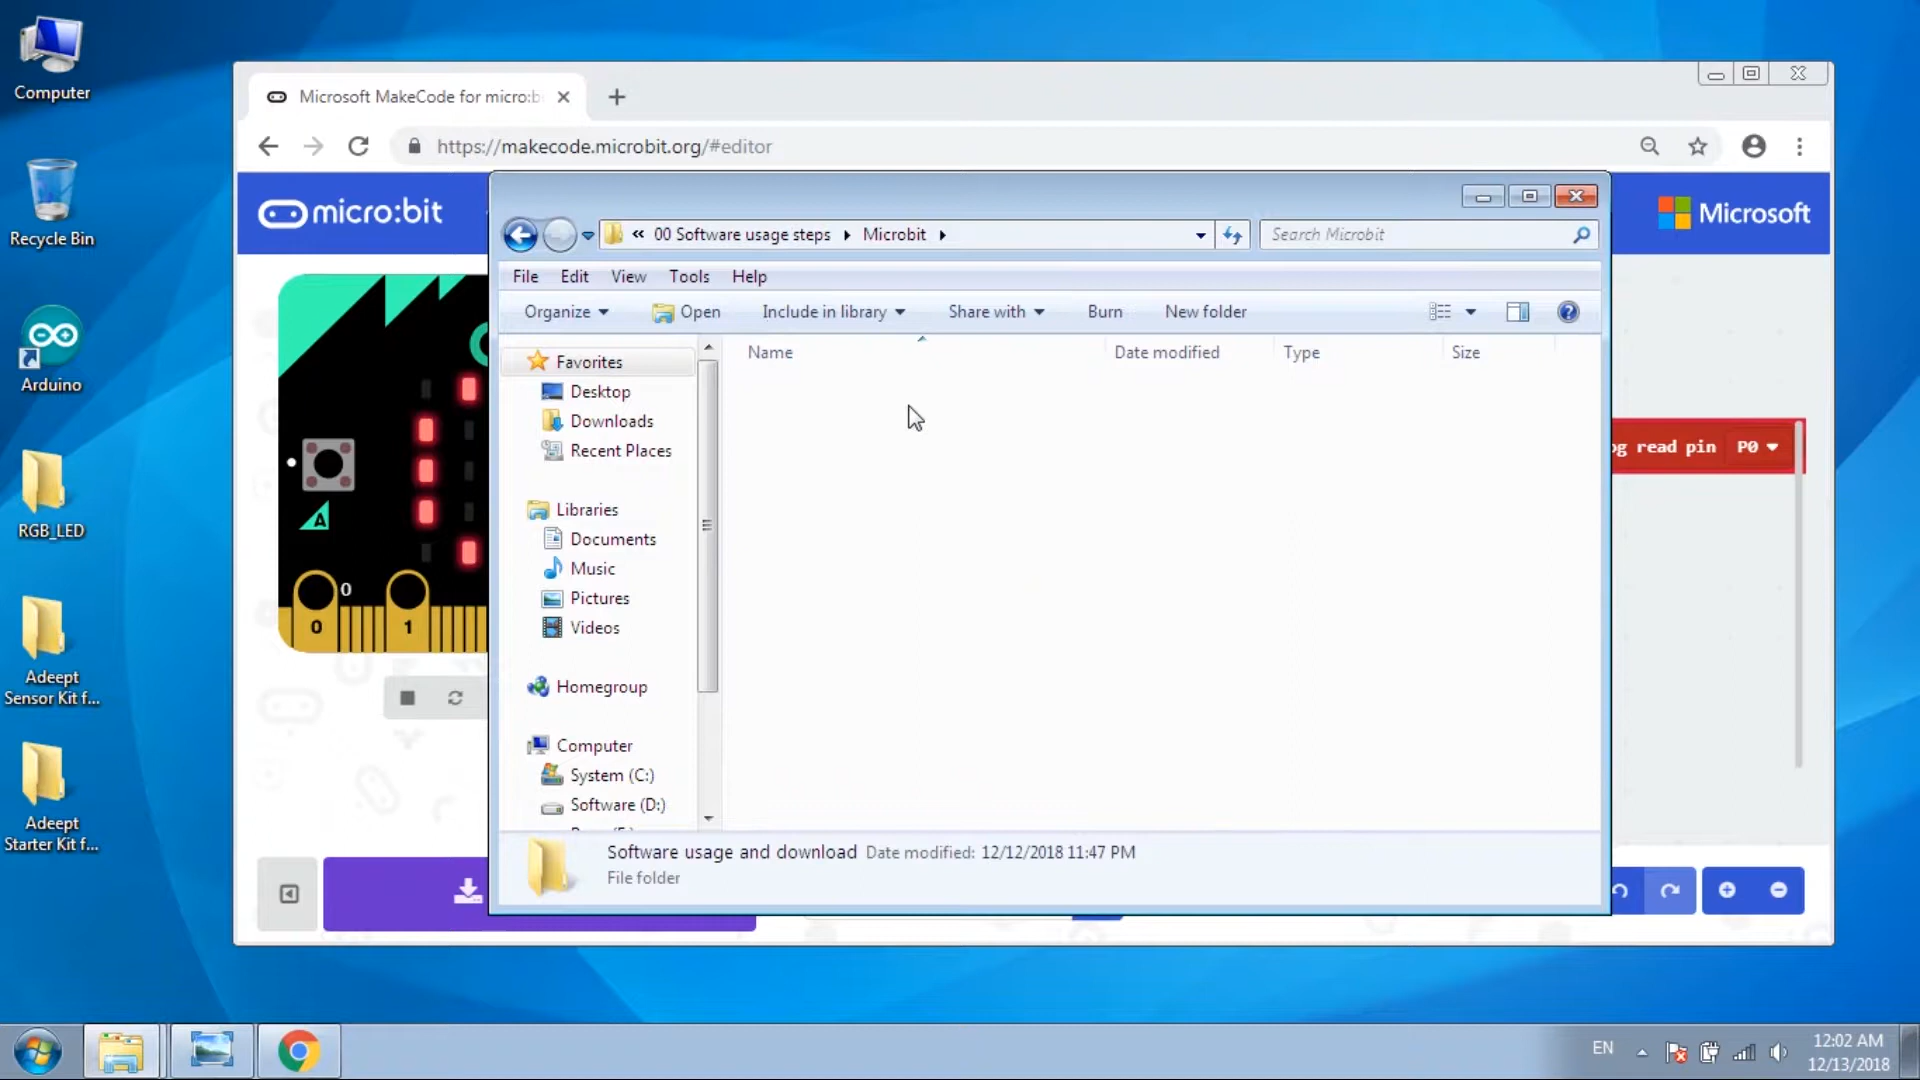 Computer
Recycle Bin
Arduino
RGB_LED
Adeept
Sensor Kit f...
Adeept
Starter Kit f...
Microsoft MakeCode for micro:b
https://makecode.microbit.org/#editor
micro:bit
Microsoft
« 00 Software usage steps Microbit
Search Microbit
File Edit View Tools Help
Organize Open Include in library Share with Burn New folder
Name Date modified Type Size
Favorites
Desktop
Downloads
Recent Places
Libraries
Documents
Music
Pictures
Videos
Homegroup
Computer
System (C:)
Software (D:)
Software usage and download Date modified: 12/12/2018 11:47 PM
File folder
A
0
0 1
read pin P0
EN
12:02 AM
12/13/2018